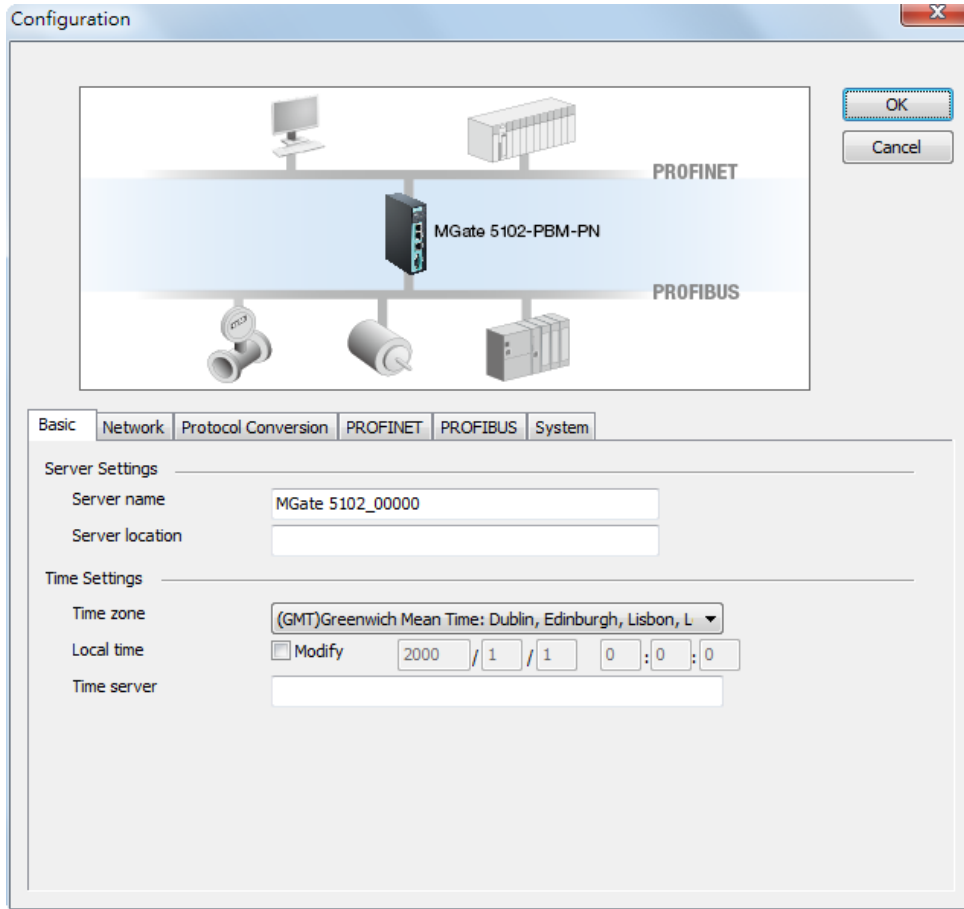 Configuration
OK
Cancel
PROFINET
MGate 5102-PBM-PN
PROFIBUS
Basic Network Protocol Conversion PROFINET PROFIBUS System
Server Settings
Server name MGate 5102_00000
Server location
Time Settings
Time zone (GMT)Greenwich Mean Time: Dublin, Edinburgh, Lisbon, L
Local time Modify 2000 / 1 / 1 0 : 0 : 0
Time server